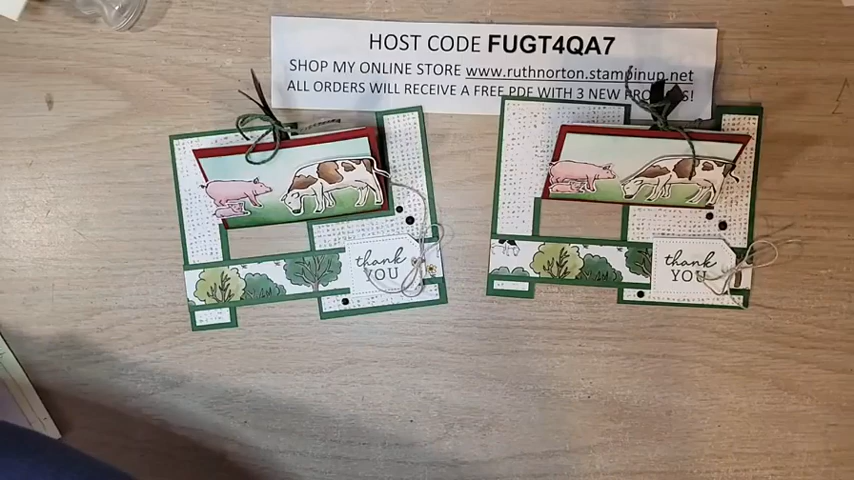 HOST CODE FUGT4QA7
SHOP MY ONLINE STORE www.ruthnorton.stampinup.net
ALL ORDERS WILL RECEIVE A FREE PDF WITH 3 NEW PROJECTS!
thank
YOU
thank
YOU